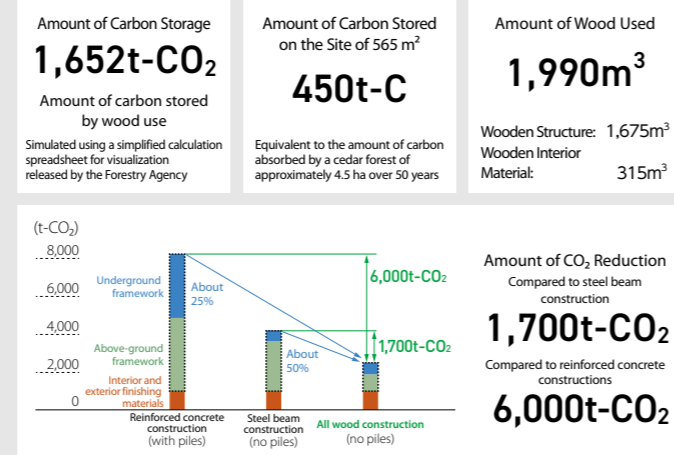 Amount of Carbon Storage
1,652t-CO₂
Amount of carbon stored
by wood use
Simulated using a simplified calculation
spreadsheet for visualization
released by the Forestry Agency
Amount of Carbon Stored
on the Site of 565 m²
450t-C
Equivalent to the amount of carbon
absorbed by a cedar forest of
approximately 4.5 ha over 50 years
Amount of Wood Used
1,990m³
Wooden Structure: 1,675m³
Wooden Interior
Material: 315m³
(t-CO₂)
8,000
6,000
4,000
2,000
0
Underground
framework
Above-ground
framework
Interior and
exterior finishing
materials
About
25%
About
50%
6,000t-CO₂
1,700t-CO₂
Reinforced concrete
construction
(with piles)
Steel beam
construction
(no piles)
All wood construction
(no piles)
Amount of CO₂ Reduction
Compared to steel beam
construction
1,700t-CO₂
Compared to reinforced concrete
constructions
6,000t-CO₂